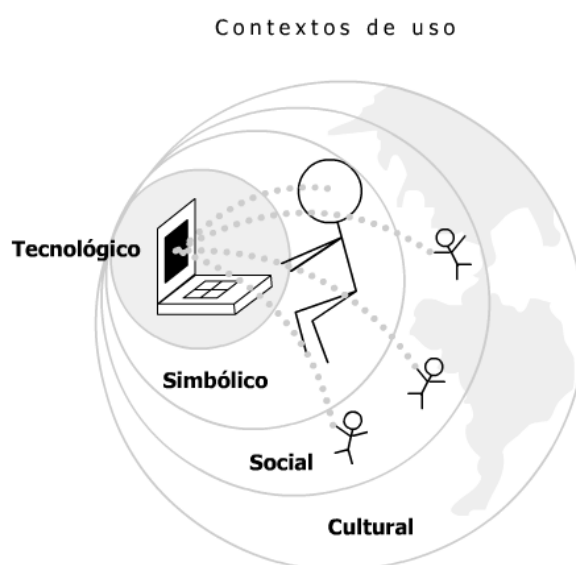 Contextos de uso
Tecnológico
Simbólico
Social
Cultural